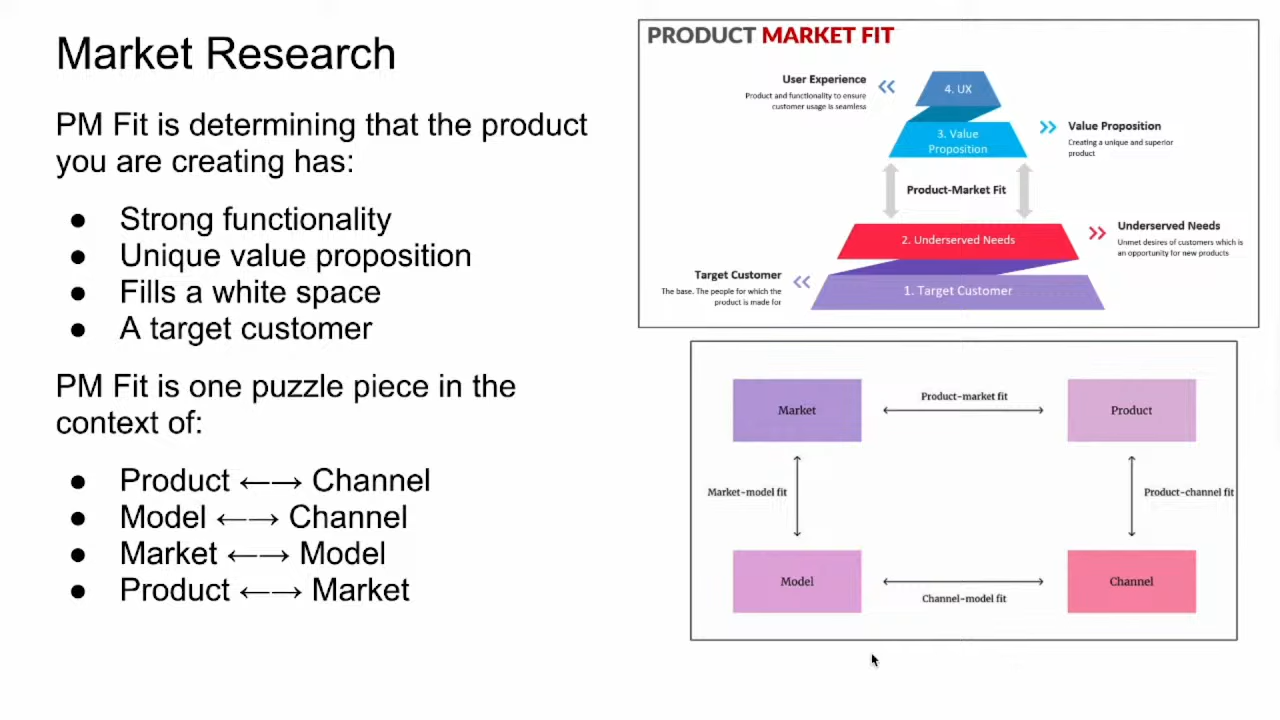 Market Research
PM Fit is determining that the product
you are creating has:
● Strong functionality
● Unique value proposition
● Fills a white space
● A target customer
PM Fit is one puzzle piece in the
context of:
● Product ←→ Channel
● Model ←→ Channel
● Market ←→ Model
● Product ←→ Market
PRODUCT MARKET FIT
User Experience
Product and functionality to ensure
customer usage is seamless
4. UX
3. Value
Proposition
Value Proposition
Creating a unique and superior
product
Product-Market Fit
2. Underserved Needs
Underserved Needs
Unmet desires of customers which is
an opportunity for new products
Target Customer
The base. The people for which the
product is made for
1. Target Customer
Market
Product-market fit
Product
Market-model fit
Product-channel fit
Model
Channel-model fit
Channel